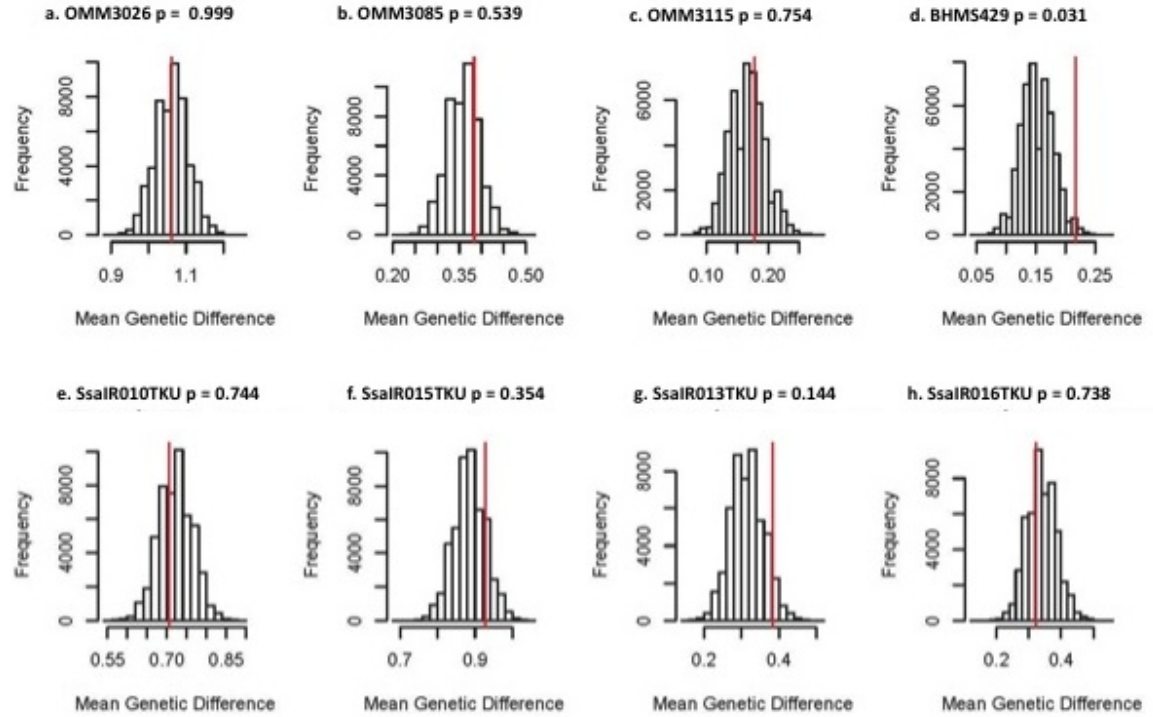 a. OMM3026 p = 0.999
b. OMM3085 p = 0.539
c. OMM3115 p = 0.754
d. BHMS429 p = 0.031
Frequency
0 4000 8000
0.9 1.1
Mean Genetic Difference
Frequency
0 4000 8000
0.20 0.35 0.50
Mean Genetic Difference
Frequency
0 2000 6000
0.10 0.20
Mean Genetic Difference
Frequency
0 2000 6000
0.05 0.15 0.25
Mean Genetic Difference
e. SsaIR010TKU p = 0.744
f. SsaIR015TKU p = 0.354
g. SsaIR013TKU p = 0.144
h. SsaIR016TKU p = 0.738
Frequency
0 4000 8000
0.55 0.70 0.85
Mean Genetic Difference
Frequency
0 4000 8000
0.7 0.9
Mean Genetic Difference
Frequency
0 4000 8000
0.2 0.4
Mean Genetic Difference
Frequency
0 4000 8000
0.2 0.4
Mean Genetic Difference